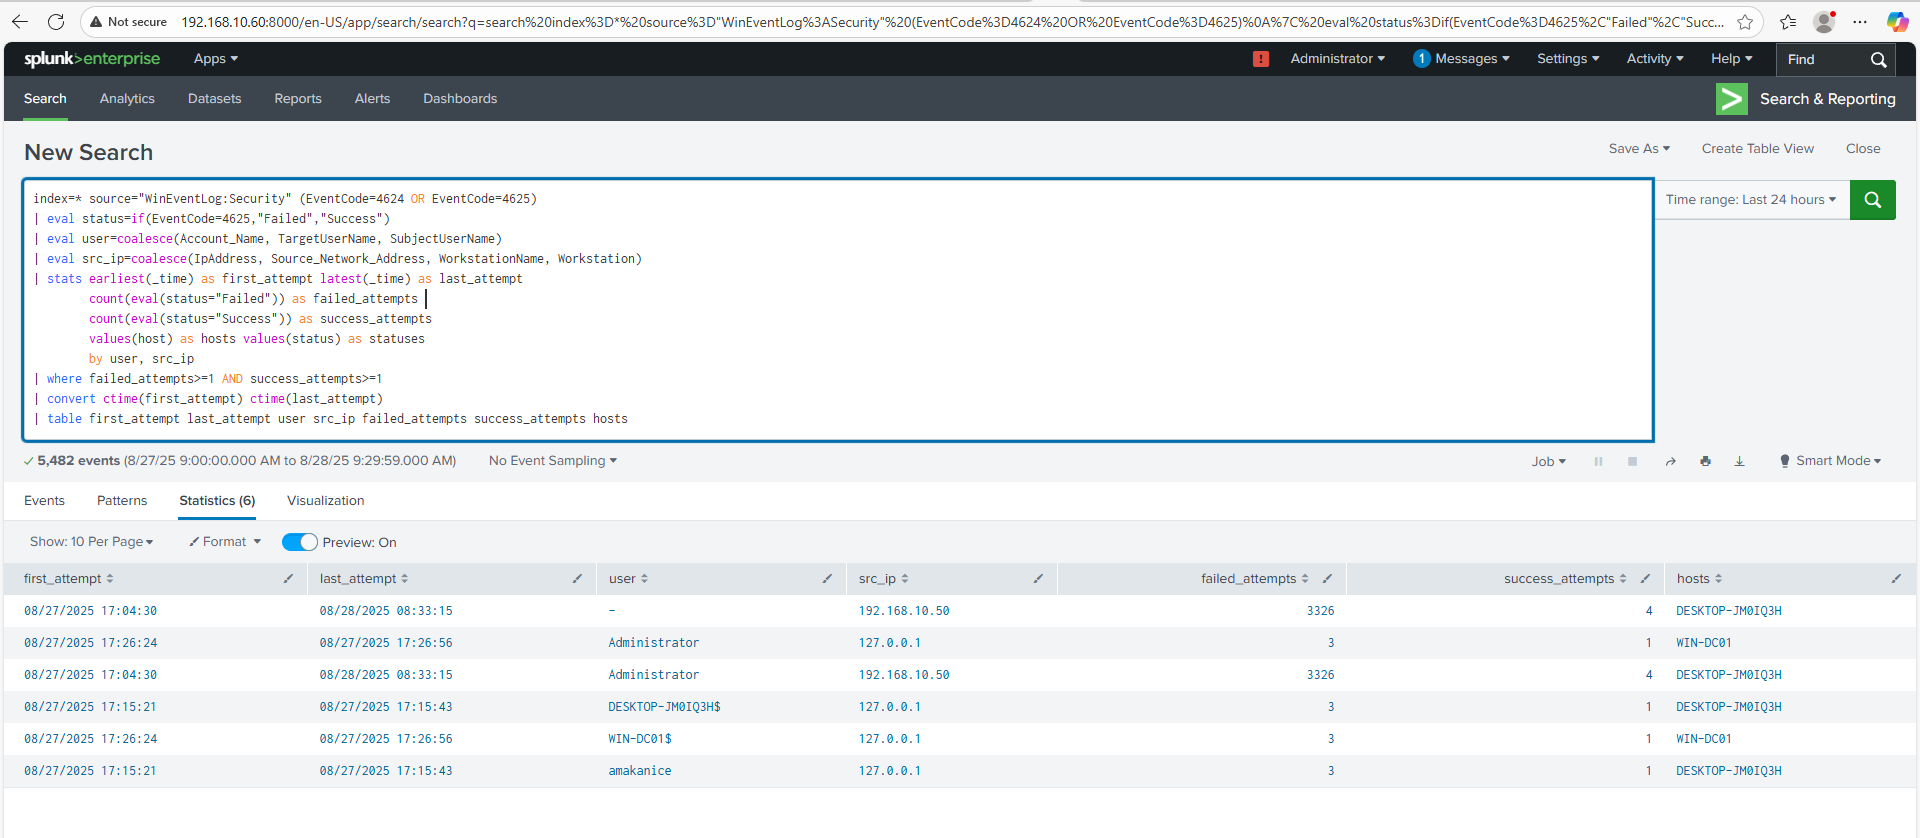 Not secure 192.168.10.60:8000/en-US/app/search/search?q=search%20index%3D*%20source%3D"WinEventLog%3ASecurity"%20(EventCode%3D4624%20OR%20EventCode%3D4625)%0A%7C%20eval%20status%3Dif(EventCode%3D4625%2C"Failed"%2C"Succ...
splunk>enterprise Apps ! Administrator 1 Messages Settings Activity Help Find
Search Analytics Datasets Reports Alerts Dashboards > Search & Reporting
New Search Save As Create Table View Close
index=* source="WinEventLog:Security" (EventCode=4624 OR EventCode=4625)
| eval status=if(EventCode=4625,"Failed","Success")
| eval user=coalesce(Account_Name, TargetUserName, SubjectUserName)
| eval src_ip=coalesce(IpAddress, Source_Network_Address, WorkstationName, Workstation)
| stats earliest(_time) as first_attempt latest(_time) as last_attempt
count(eval(status="Failed")) as failed_attempts
count(eval(status="Success")) as success_attempts
values(host) as hosts values(status) as statuses
by user, src_ip
| where failed_attempts>=1 AND success_attempts>=1
| convert ctime(first_attempt) ctime(last_attempt)
| table first_attempt last_attempt user src_ip failed_attempts success_attempts hosts
Time range: Last 24 hours
5,482 events (8/27/25 9:00:00.000 AM to 8/28/25 9:29:59.000 AM) No Event Sampling Job Smart Mode
Events Patterns Statistics (6) Visualization
Show: 10 Per Page Format Preview: On
first_attempt last_attempt user src_ip failed_attempts success_attempts hosts
08/27/2025 17:04:30 08/28/2025 08:33:15 - 192.168.10.50 3326 4 DESKTOP-JM0IQ3H
08/27/2025 17:26:24 08/27/2025 17:26:56 Administrator 127.0.0.1 3 1 WIN-DC01
08/27/2025 17:04:30 08/28/2025 08:33:15 Administrator 192.168.10.50 3326 4 DESKTOP-JM0IQ3H
08/27/2025 17:15:21 08/27/2025 17:15:43 DESKTOP-JM0IQ3H$ 127.0.0.1 3 1 DESKTOP-JM0IQ3H
08/27/2025 17:26:24 08/27/2025 17:26:56 WIN-DC01$ 127.0.0.1 3 1 WIN-DC01
08/27/2025 17:15:21 08/27/2025 17:15:43 amakanice 127.0.0.1 3 1 DESKTOP-JM0IQ3H